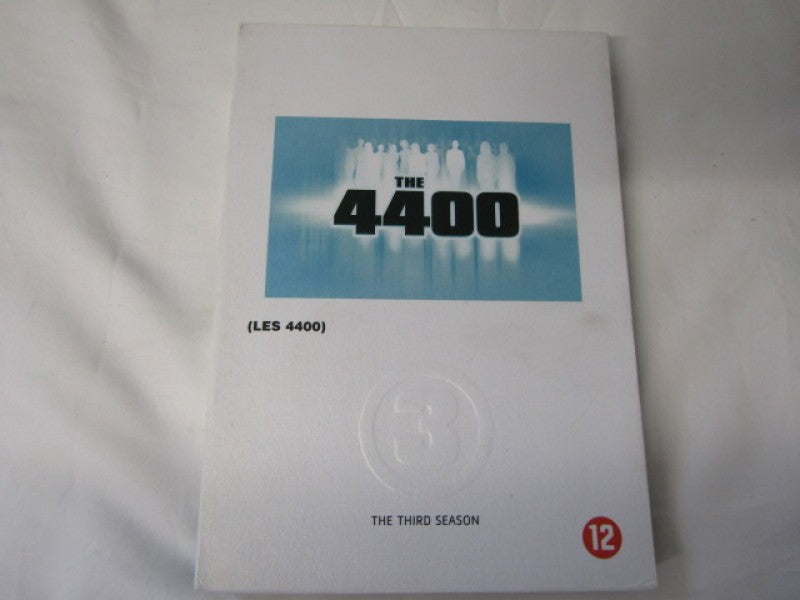 THE
4400
(LES 4400)
3
THE THIRD SEASON
12